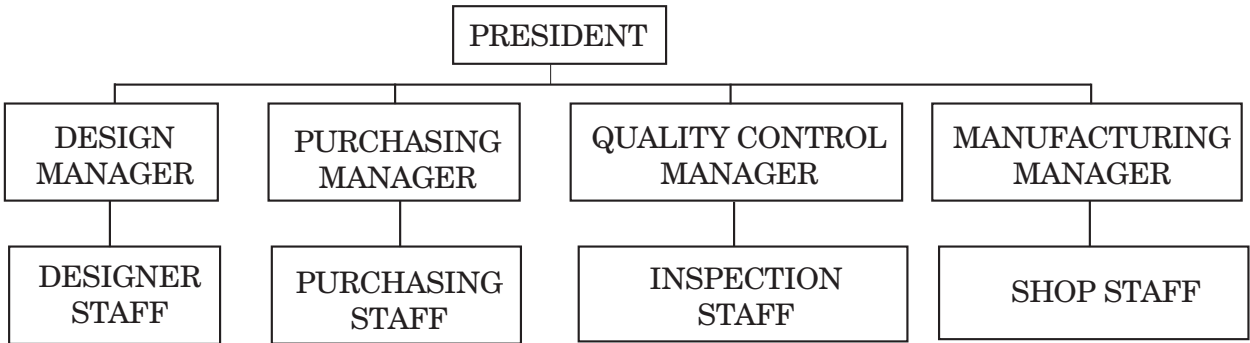 PRESIDENT
DESIGN
MANAGER
PURCHASING
MANAGER
QUALITY CONTROL
MANAGER
MANUFACTURING
MANAGER
DESIGNER
STAFF
PURCHASING
STAFF
INSPECTION
STAFF
SHOP STAFF